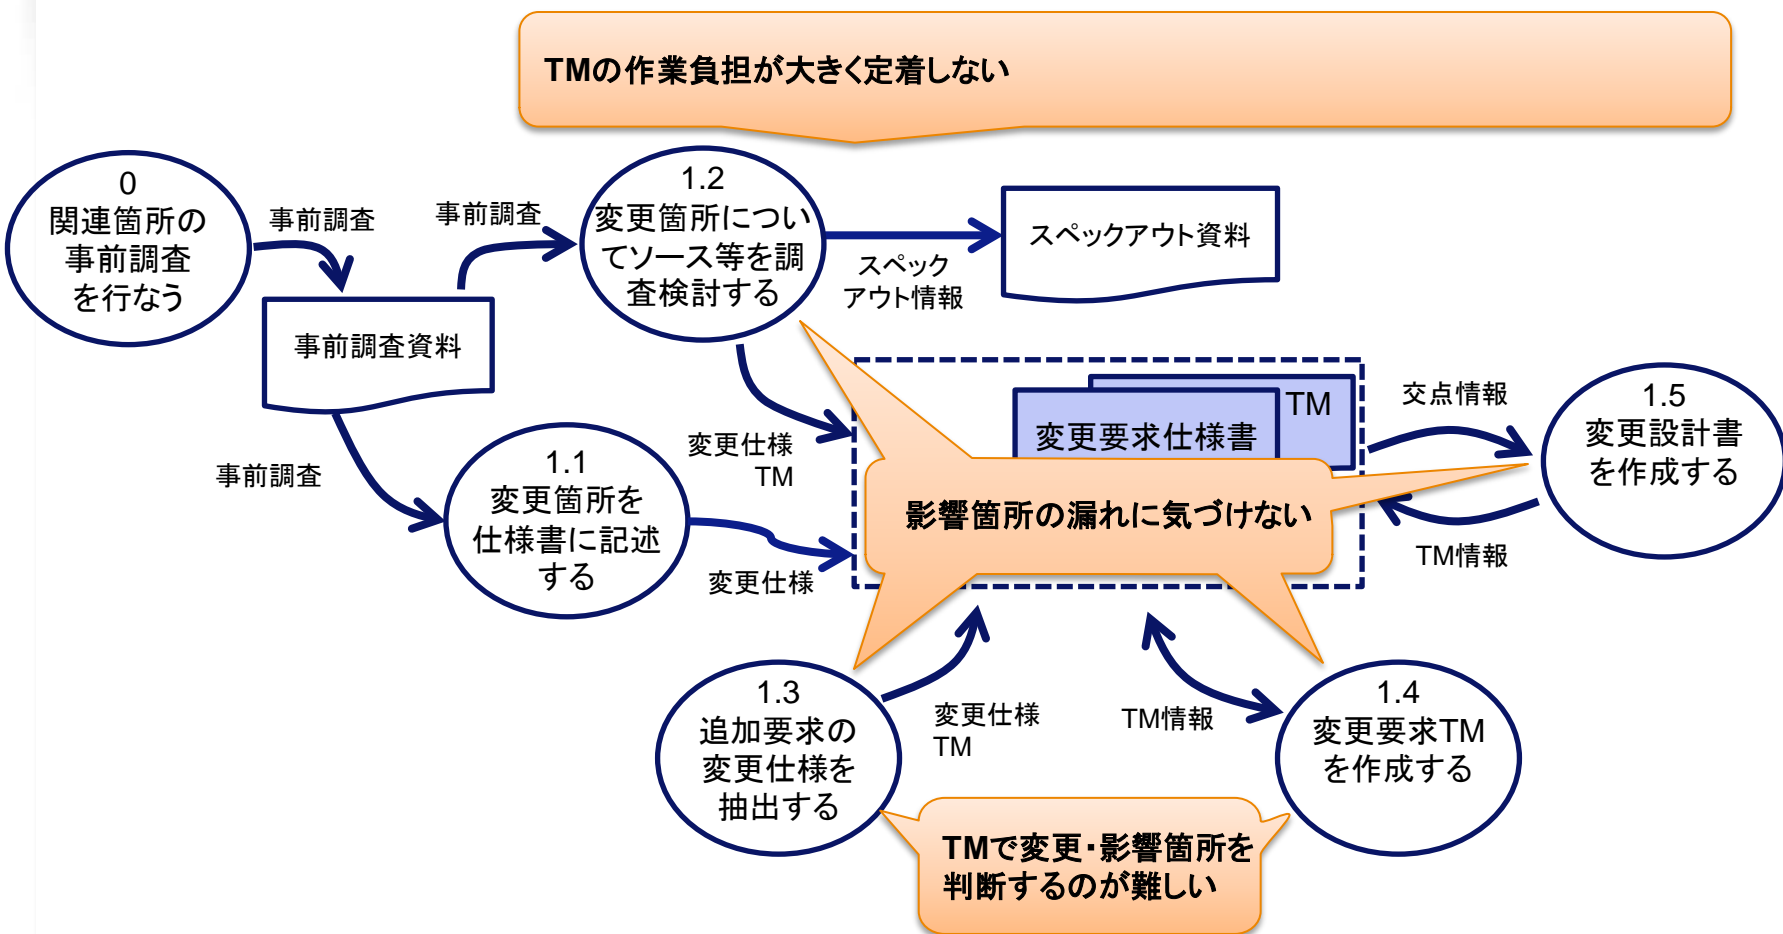 TMの作業負担が大きく定着しない
0
関連箇所の
事前調査
を行なう
事前調査
事前調査
1.2
変更箇所につい
てソース等を調
査検討する
スペック
アウト情報
スペックアウト資料
事前調査資料
事前調査
1.1
変更箇所を
仕様書に記述
する
変更仕様
TM
変更仕様
TM
変更要求仕様書
影響箇所の漏れに気づけない
交点情報
1.5
変更設計書
を作成する
TM情報
1.3
追加要求の
変更仕様を
抽出する
変更仕様
TM
TM情報
1.4
変更要求TM
を作成する
TMで変更・影響箇所を
判断するのが難しい